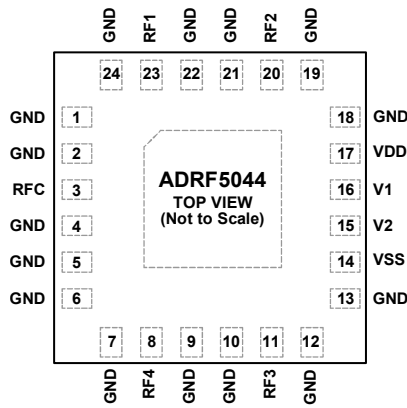 GND RF1 GND GND RF2 GND
24 23 22 21 20 19
GND 1 18 GND
GND 2 17 VDD
RFC 3 16 V1
GND 4 15 V2
GND 5 14 VSS
GND 6 13 GND
ADRF5044
TOP VIEW
(Not to Scale)
7 8 9 10 11 12
GND RF4 GND GND RF3 GND